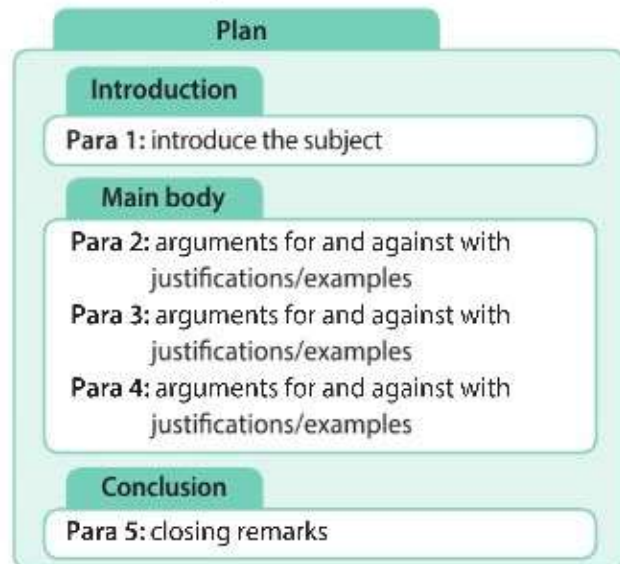 Plan
Introduction
Para 1: introduce the subject
Main body
Para 2: arguments for and against with
justifications/examples
Para 3: arguments for and against with
justifications/examples
Para 4: arguments for and against with
justifications/examples
Conclusion
Para 5: closing remarks